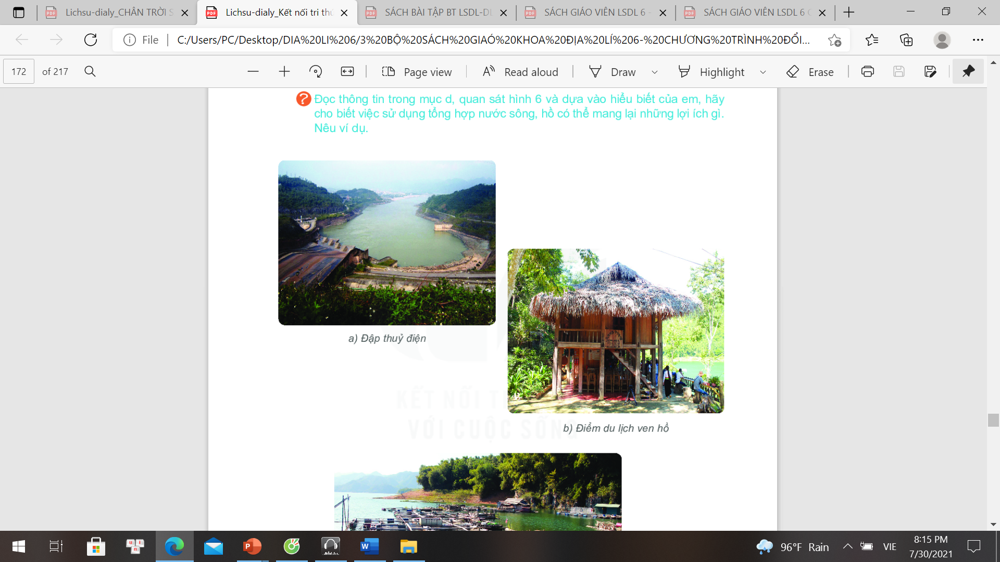 Lichsu-dialy_CHÂN TRỜI S
Lichsu-dialy_Kết nối tri thứ
SÁCH BÀI TẬP BT LSDL-DL
SÁCH GIÁO VIÊN LSDL 6 -
SÁCH GIÁO VIÊN LSDL 6 C
File
C:/Users/PC/Desktop/DIA%20LI%206/3%20BỘ%20SÁCH%20GIAÓ%20KHOA%20ĐỊA%20LÍ%206-%20CHƯƠNG%20TRÌNH%20ĐỔI...
172 of 217
Page view
Read aloud
Draw
Highlight
Erase
? Đọc thông tin trong mục d, quan sát hình 6 và dựa vào hiểu biết của em, hãy
cho biết việc sử dụng tổng hợp nước sông, hồ có thể mang lại những lợi ích gì.
Nêu ví dụ.
a) Đập thuỷ điện
KẾT NỐI T
VỚI CUỘC SỐNG
b) Điểm du lịch ven hồ
96°F Rain
VIE
8:15 PM
7/30/2021